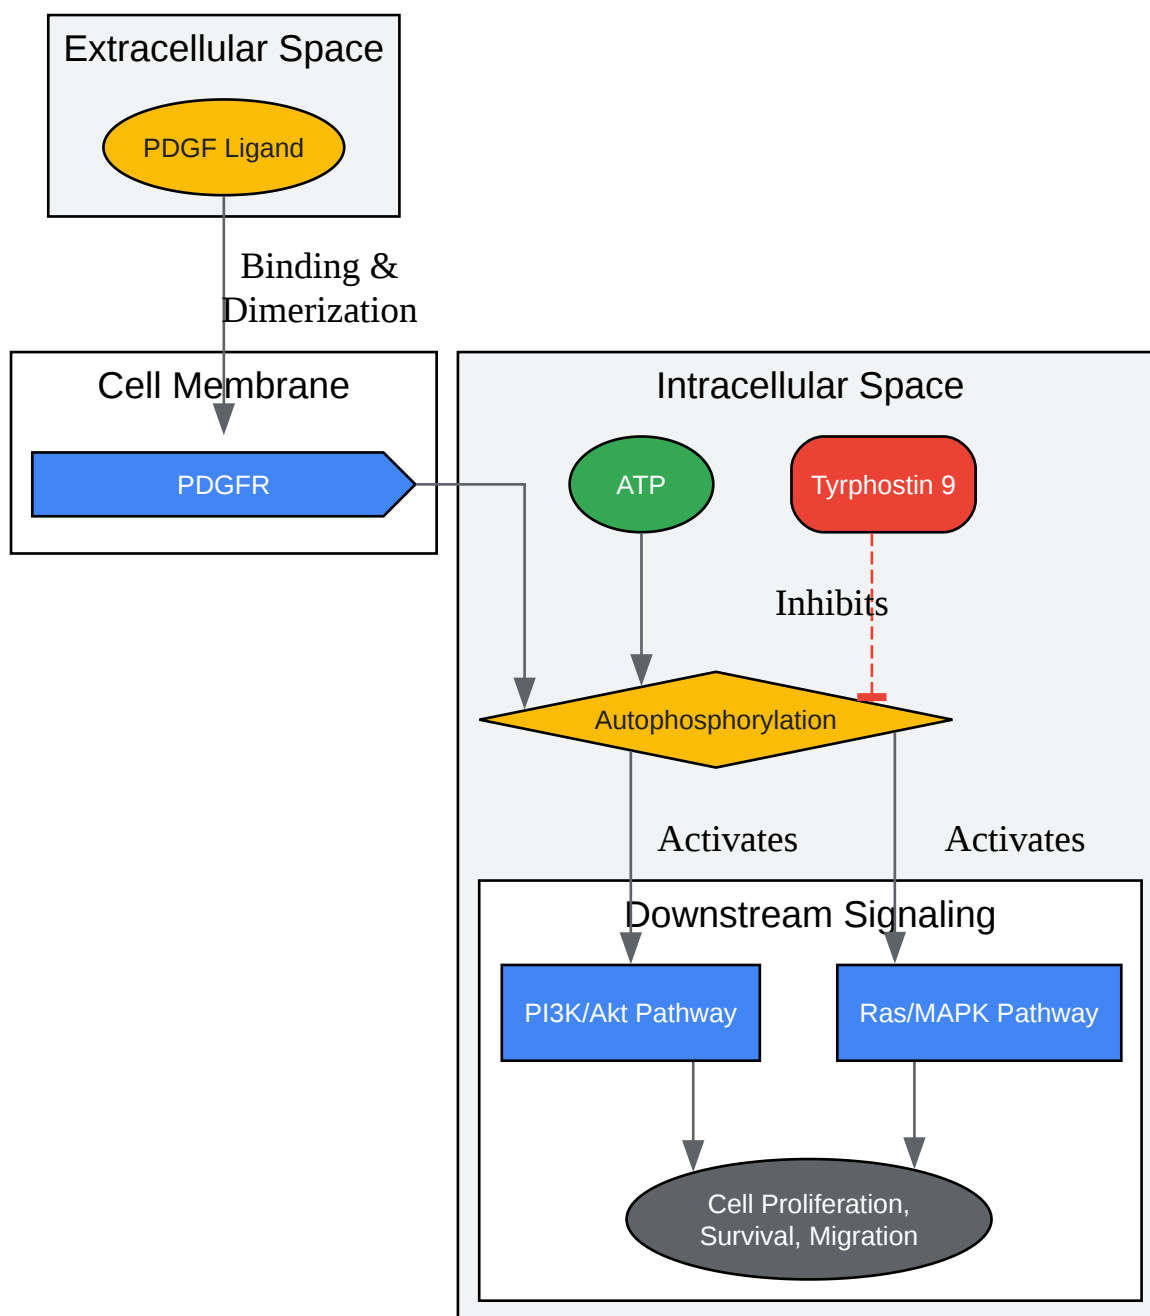 Extracellular Space
PDGF Ligand
Binding &
Dimerization
Cell Membrane
PDGFR
Intracellular Space
ATP
Tyrphostin 9
Inhibits
Autophosphorylation
Activates
Activates
Downstream Signaling
PI3K/Akt Pathway
Ras/MAPK Pathway
Cell Proliferation,
Survival, Migration